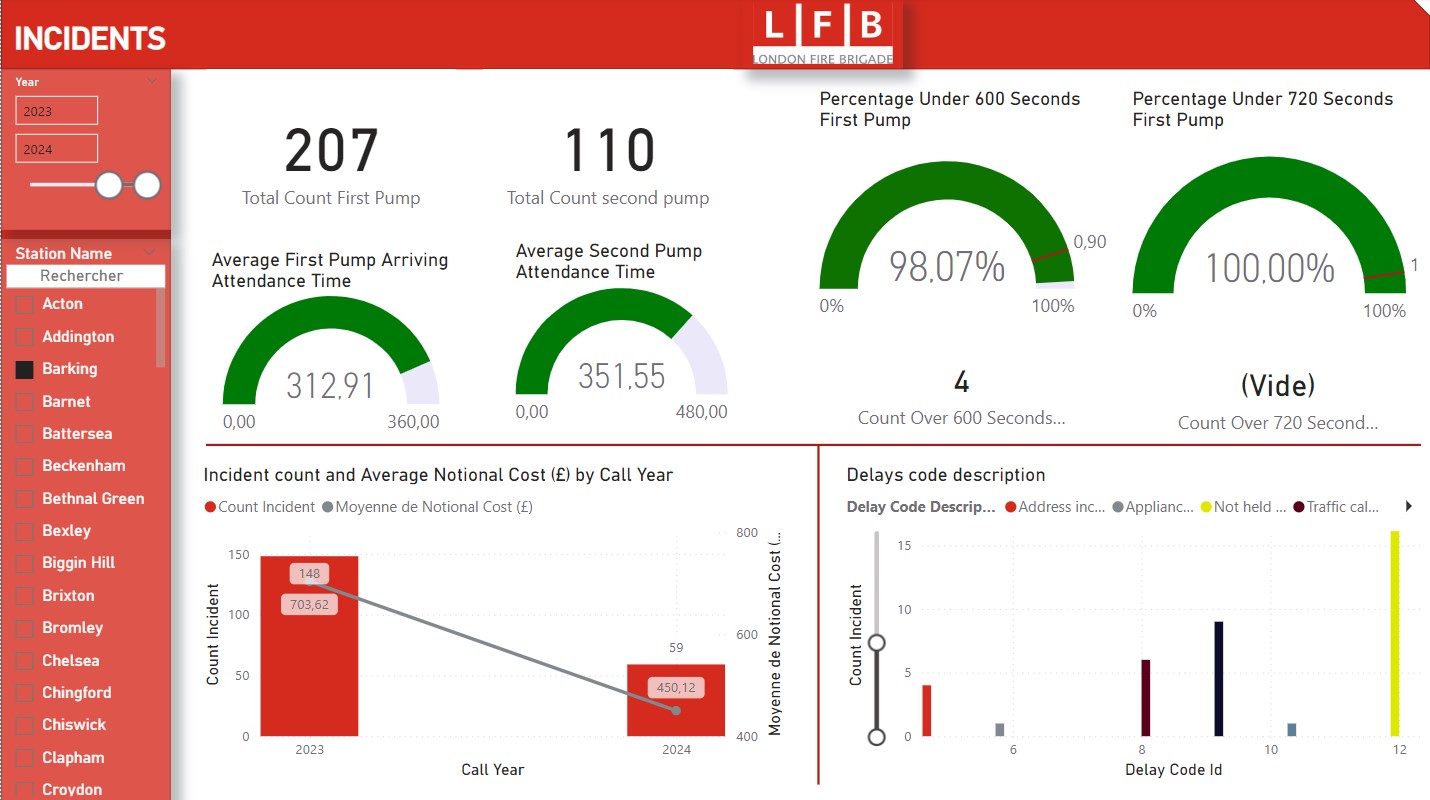 INCIDENTS
L F B
LONDON FIRE BRIGADE
Year
2023
2024
Station Name
Rechercher
Acton
Addington
Barking
Barnet
Battersea
Beckenham
Bethnal Green
Bexley
Biggin Hill
Brixton
Bromley
Chelsea
Chingford
Chiswick
Clapham
Croydon
207
Total Count First Pump
110
Total Count second pump
Average First Pump Arriving
Attendance Time
312,91
0,00
360,00
Average Second Pump
Attendance Time
351,55
0,00
480,00
Percentage Under 600 Seconds
First Pump
0,90
98,07%
0%
100%
Percentage Under 720 Seconds
First Pump
1
100,00%
0%
100%
4
Count Over 600 Seconds...
(Vide)
Count Over 720 Second...
Incident count and Average Notional Cost (£) by Call Year
Count Incident
Moyenne de Notional Cost (£)
Count Incident
150
100
50
0
148
703,62
59
450,12
800
600
400
Moyenne de Notional Cost (...
2023
2024
Call Year
Delays code description
Delay Code Descrip...
Address inc...
Applianc...
Not held ...
Traffic cal...
Count Incident
15
10
5
0
6
8
10
12
Delay Code Id